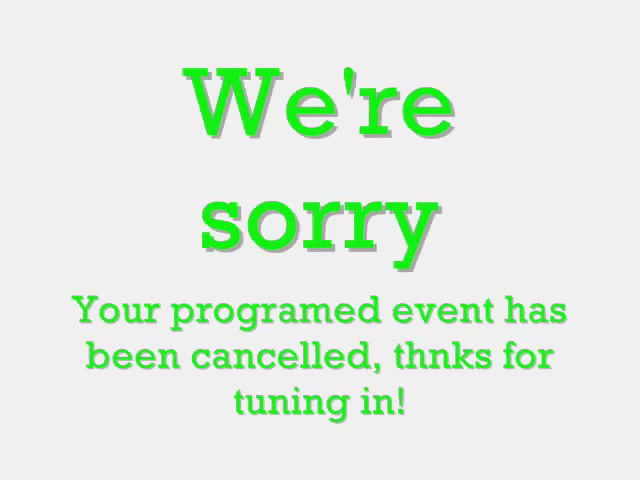 We're
sorry
Your programed event has
been cancelled, thnks for
tuning in!